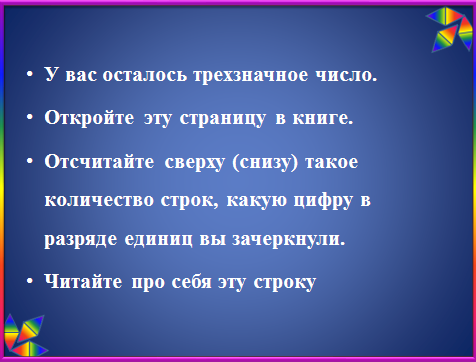 • У вас осталось трехзначное число.
• Откройте эту страницу в книге.
• Отсчитайте сверху (снизу) такое
количество строк, какую цифру в
разряде единиц вы зачеркнули.
• Читайте про себя эту строку